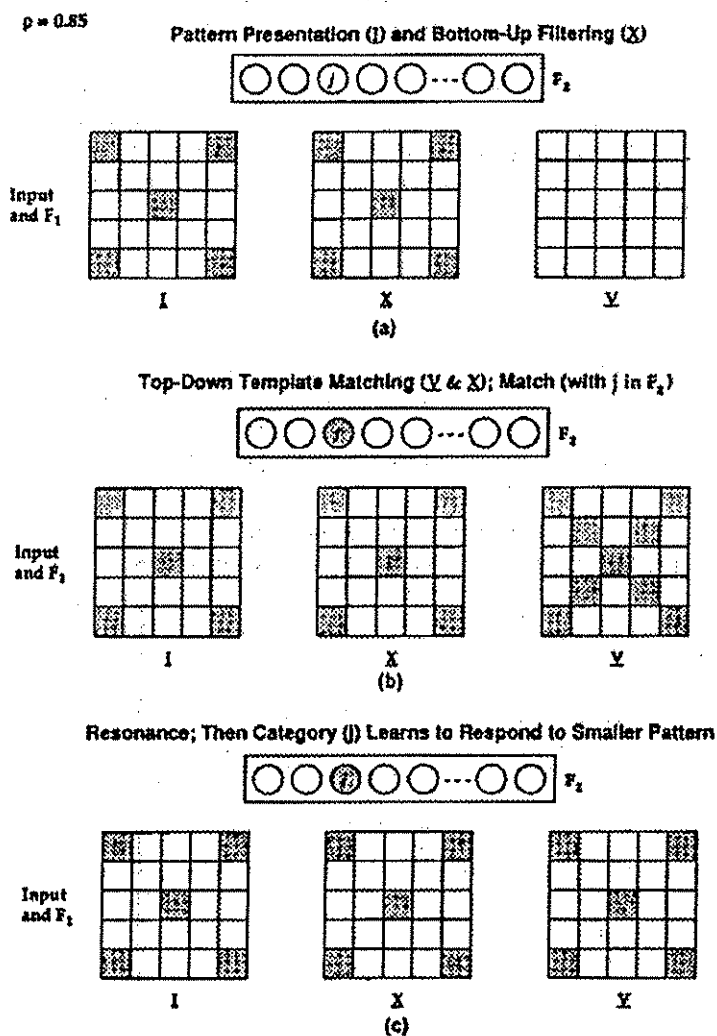 ρ = 0.85
Pattern Presentation (I) and Bottom-Up Filtering (X)
j
F₂
Input
and F₁
I X V
(a)
Top-Down Template Matching (V & X); Match (with j in F₂)
j
F₂
Input
and F₁
I X V
(b)
Resonance; Then Category (j) Learns to Respond to Smaller Pattern
j
F₂
Input
and F₁
I X V
(c)